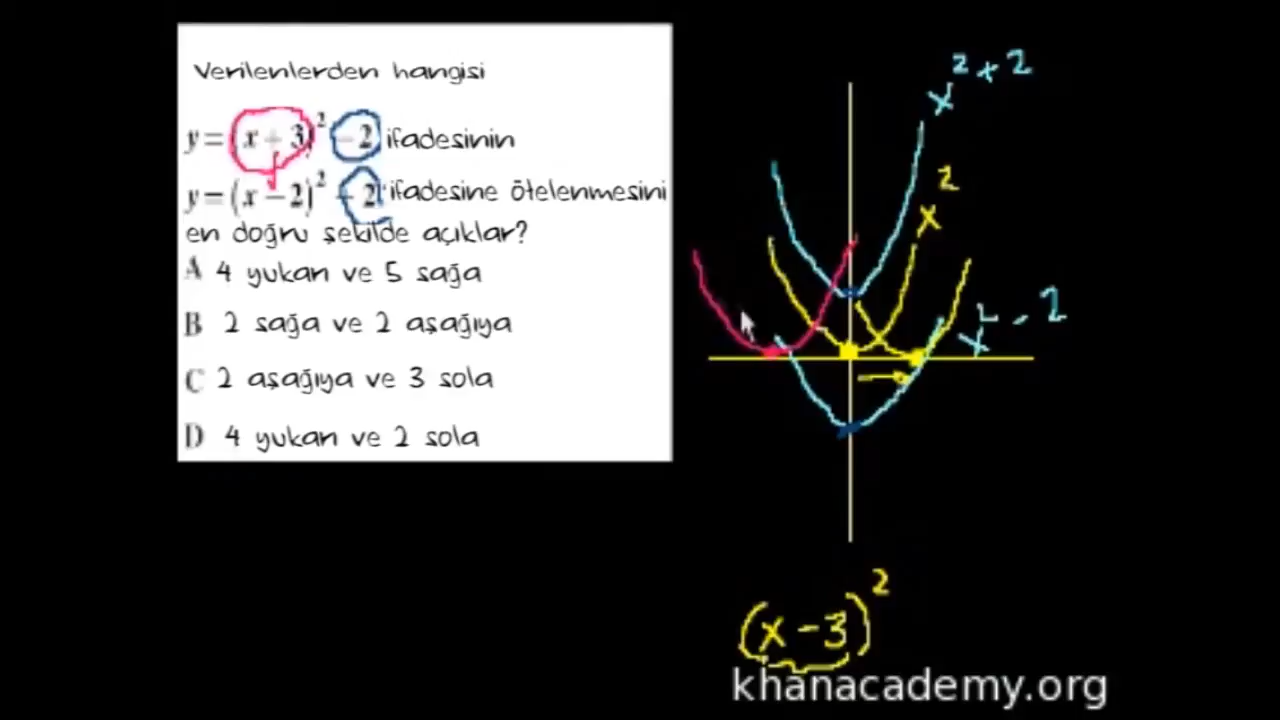 Verilenlerden hangisi
y = (x + 3)² - 2 ifadesinin
y = (x - 2)² + 2 ifadesine ötelenmesini
en doğru şekilde açıklar?
A 4 yukarı ve 5 sağa
B 2 sağa ve 2 aşağıya
C 2 aşağıya ve 3 sola
D 4 yukarı ve 2 sola
x² + 2
x²
x² - 2
(x - 3)²
khanacademy.org